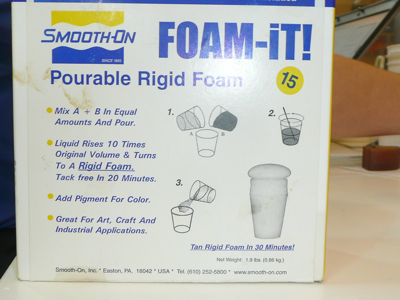 SMOOTH-ON
SINCE 1895
FOAM-iT!
Pourable Rigid Foam
15
Mix A + B In Equal
Amounts And Pour.
Liquid Rises 10 Times
Original Volume & Turns
To A Rigid Foam.
Tack free In 20 Minutes.
Add Pigment For Color.
Great For Art, Craft And
Industrial Applications.
1.
A B
2.
3.
Tan Rigid Foam In 30 Minutes!
Net Weight: 1.9 lbs. (0.86 kg.)
Smooth-On, Inc. * Easton, PA. 18042 * USA * Tel. (610) 252-5800 * www.smooth-on.com